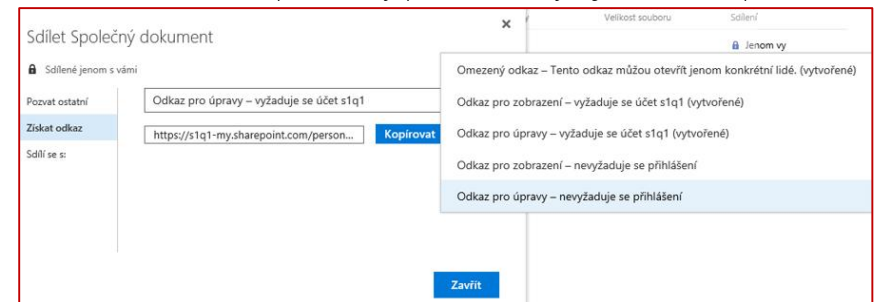 Velikost souboru
Sdílení
Sdílet Společný dokument
×
Jenom vy
Sdílené jenom s vámi
Pozvat ostatní
Získat odkaz
Sdílí se s:
Odkaz pro úpravy – vyžaduje se účet s1q1
https://s1q1-my.sharepoint.com/person...
Kopírovat
Omezený odkaz – Tento odkaz můžou otevřít jenom konkrétní lidé. (vytvořené)
Odkaz pro zobrazení – vyžaduje se účet s1q1 (vytvořené)
Odkaz pro úpravy – vyžaduje se účet s1q1 (vytvořené)
Odkaz pro zobrazení – nevyžaduje se přihlášení
Odkaz pro úpravy – nevyžaduje se přihlášení
Zavřít